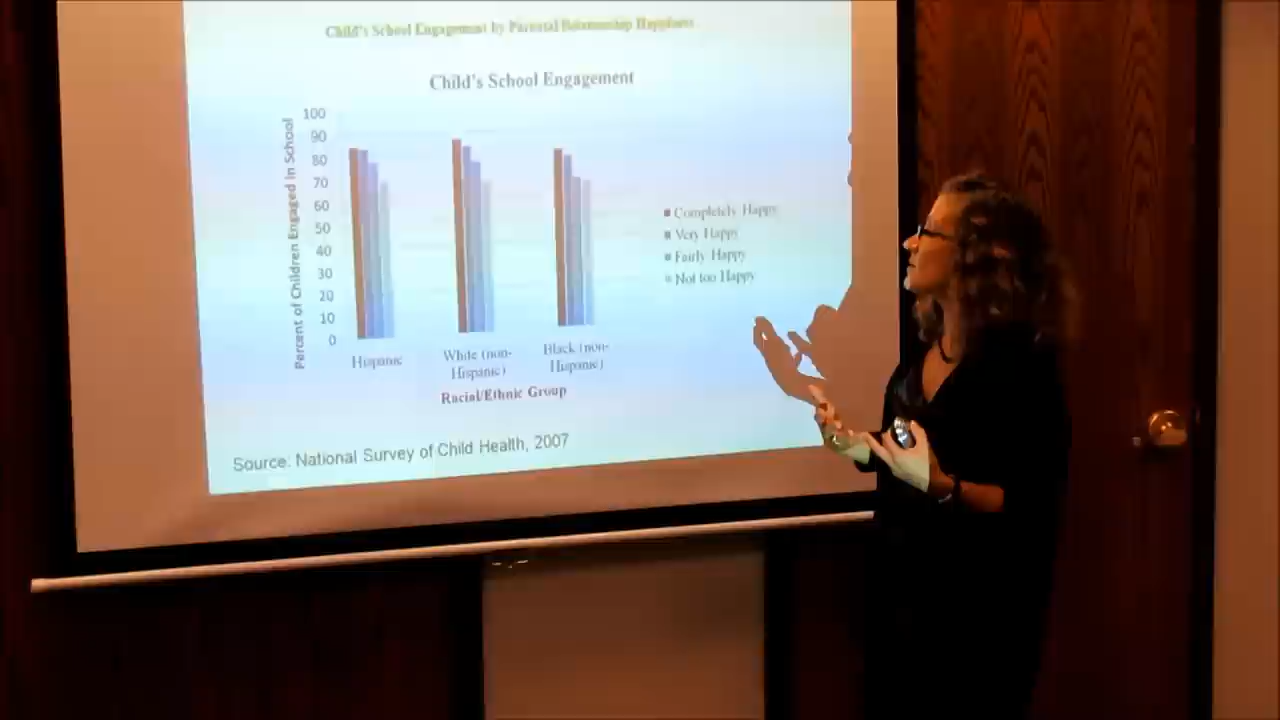 Child's School Engagement by Parental Relationship Happiness
Child's School Engagement
Percent of Children Engaged in School
100
90
80
70
60
50
40
30
20
10
0
Completely Happy
Very Happy
Fairly Happy
Not too Happy
Hispanic
White (non-
Hispanic)
Black (non-
Hispanic)
Racial/Ethnic Group
Source: National Survey of Child Health, 2007